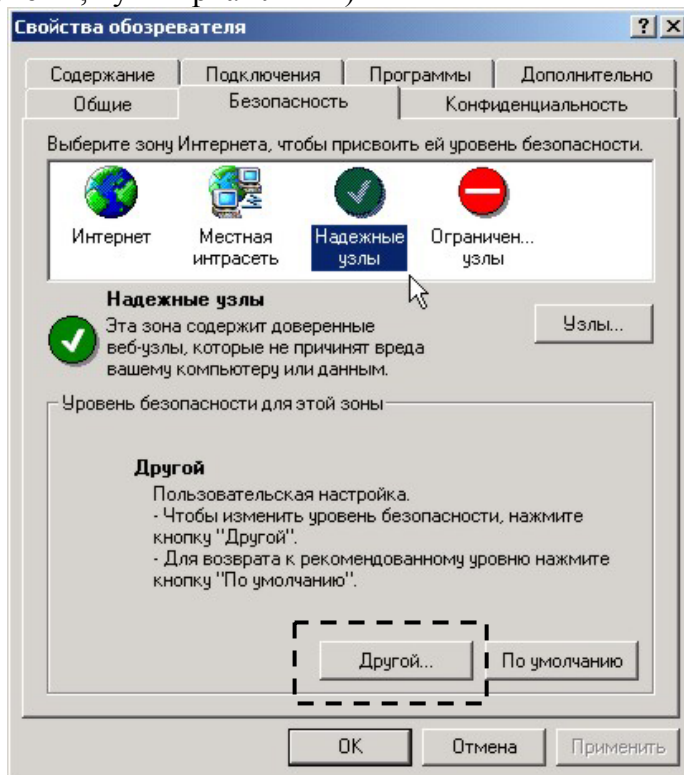 Свойства обозревателя
Содержание Подключения Программы Дополнительно
Общие Безопасность Конфиденциальность
Выберите зону Интернета, чтобы присвоить ей уровень безопасности.
Интернет Местная интрасеть Надежные узлы Ограничен... узлы
Надежные узлы
Эта зона содержит доверенные
веб-узлы, которые не причинят вреда
вашему компьютеру или данным.
Узлы...
Уровень безопасности для этой зоны
Другой
Пользовательская настройка.
- Чтобы изменить уровень безопасности, нажмите
кнопку "Другой".
- Для возврата к рекомендованному уровню нажмите
кнопку "По умолчанию".
Другой... По умолчанию
OK Отмена Применить